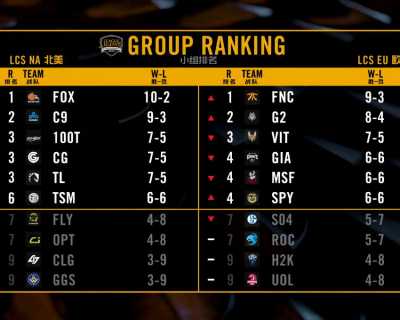 GROUP RANKING
小组排名
LCS NA 北美
R TEAM W-L
排名 战队 胜-负
1 FOX 10-2
2 C9 9-3
3 100T 7-5
3 CG 7-5
3 TL 7-5
6 TSM 6-6
7 FLY 4-8
7 OPT 4-8
9 CLG 3-9
9 GGS 3-9
LCS EU 欧
R TEAM W-L
排名 战队 胜-负
1 FNC 9-3
2 G2 8-4
3 VIT 7-5
4 GIA 6-6
4 MSF 6-6
4 SPY 6-6
7 S04 5-7
7 ROC 5-7
9 H2K 4-8
9 UOL 4-8